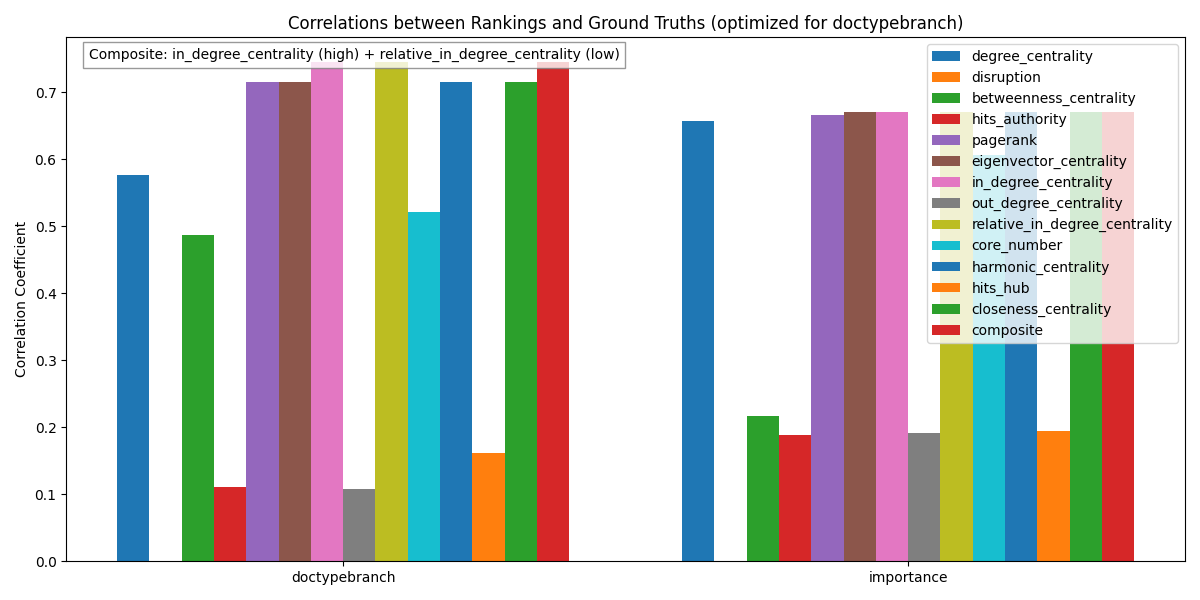 Correlations between Rankings and Ground Truths (optimized for doctypebranch)
Composite: in_degree_centrality (high) + relative_in_degree_centrality (low)
Correlation Coefficient
0.7
0.6
0.5
0.4
0.3
0.2
0.1
0.0
doctypebranch
importance
degree_centrality
disruption
betweenness_centrality
hits_authority
pagerank
eigenvector_centrality
in_degree_centrality
out_degree_centrality
relative_in_degree_centrality
core_number
harmonic_centrality
hits_hub
closeness_centrality
composite